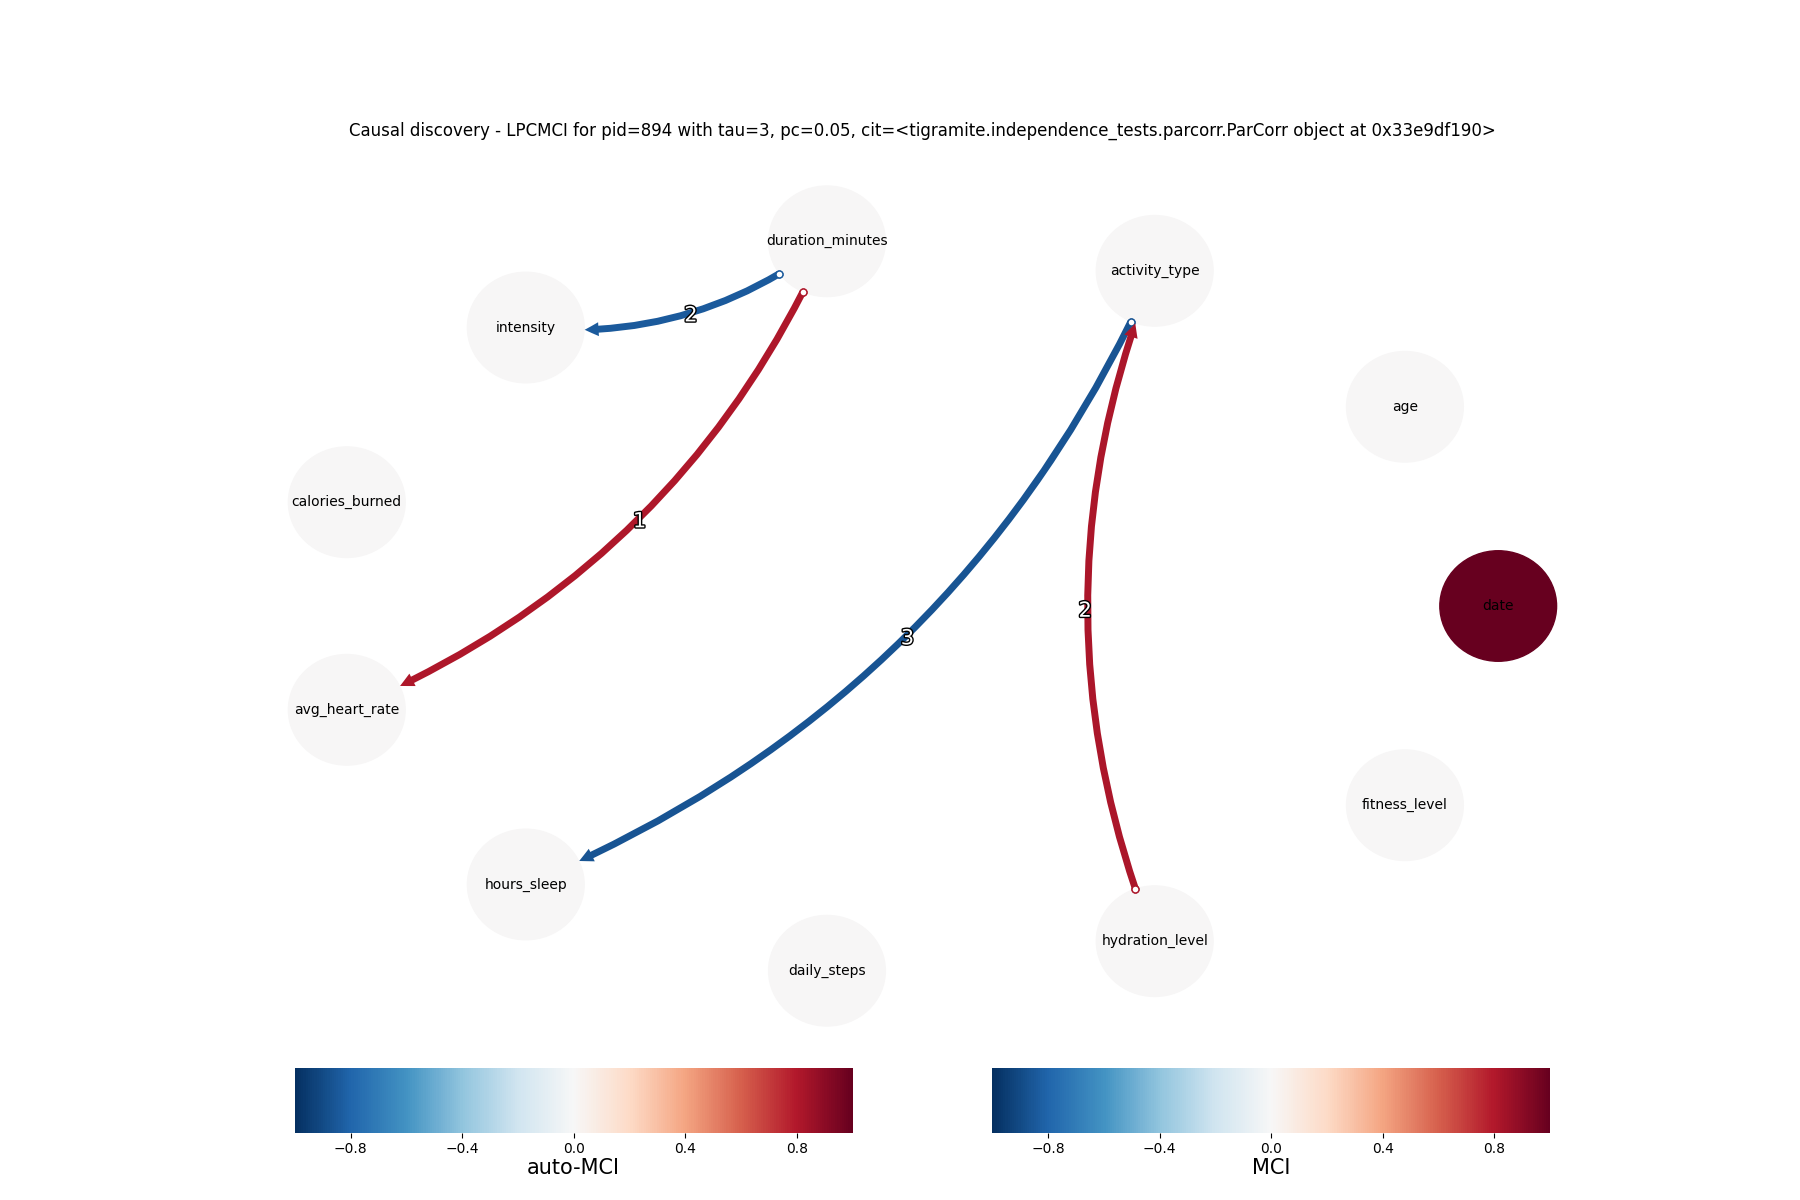 Causal discovery - LPCMCI for pid=894 with tau=3, pc=0.05, cit=<tigramite.independence_tests.parcorr.ParCorr object at 0x33e9df190>
duration_minutes
activity_type
intensity
2
age
calories_burned
1
date
2
3
avg_heart_rate
fitness_level
hours_sleep
hydration_level
daily_steps
−0.8 −0.4 0.0 0.4 0.8
auto-MCI
−0.8 −0.4 0.0 0.4 0.8
MCI